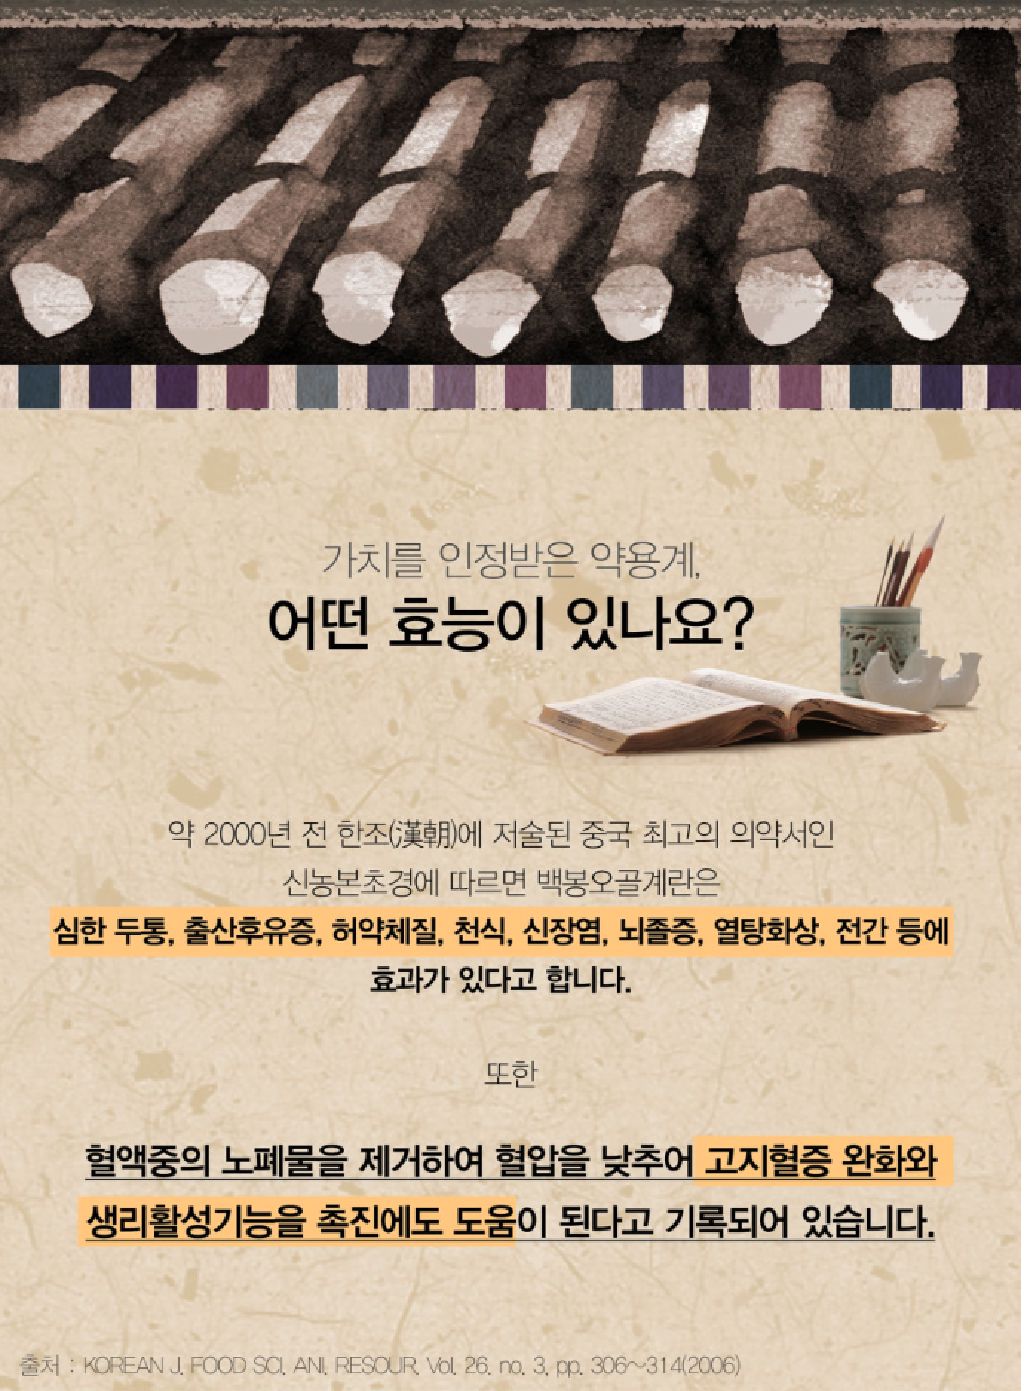 가치를 인정받은 약용계,
어떤 효능이 있나요?
약 2000년 전 한조(漢朝)에 저술된 중국 최고의 의약서인
신농본초경에 따르면 백봉오골계란은
심한 두통, 출산후유증, 허약체질, 천식, 신장염, 뇌졸증, 열탕화상, 전간 등에
효과가 있다고 합니다.
또한
혈액중의 노폐물을 제거하여 혈압을 낮추어 고지혈증 완화와
생리활성기능을 촉진에도 도움이 된다고 기록되어 있습니다.
출처 : KOREAN J. FOOD SCI. ANI. RESOUR. Vol. 26, no. 3, pp. 306~314(2006)